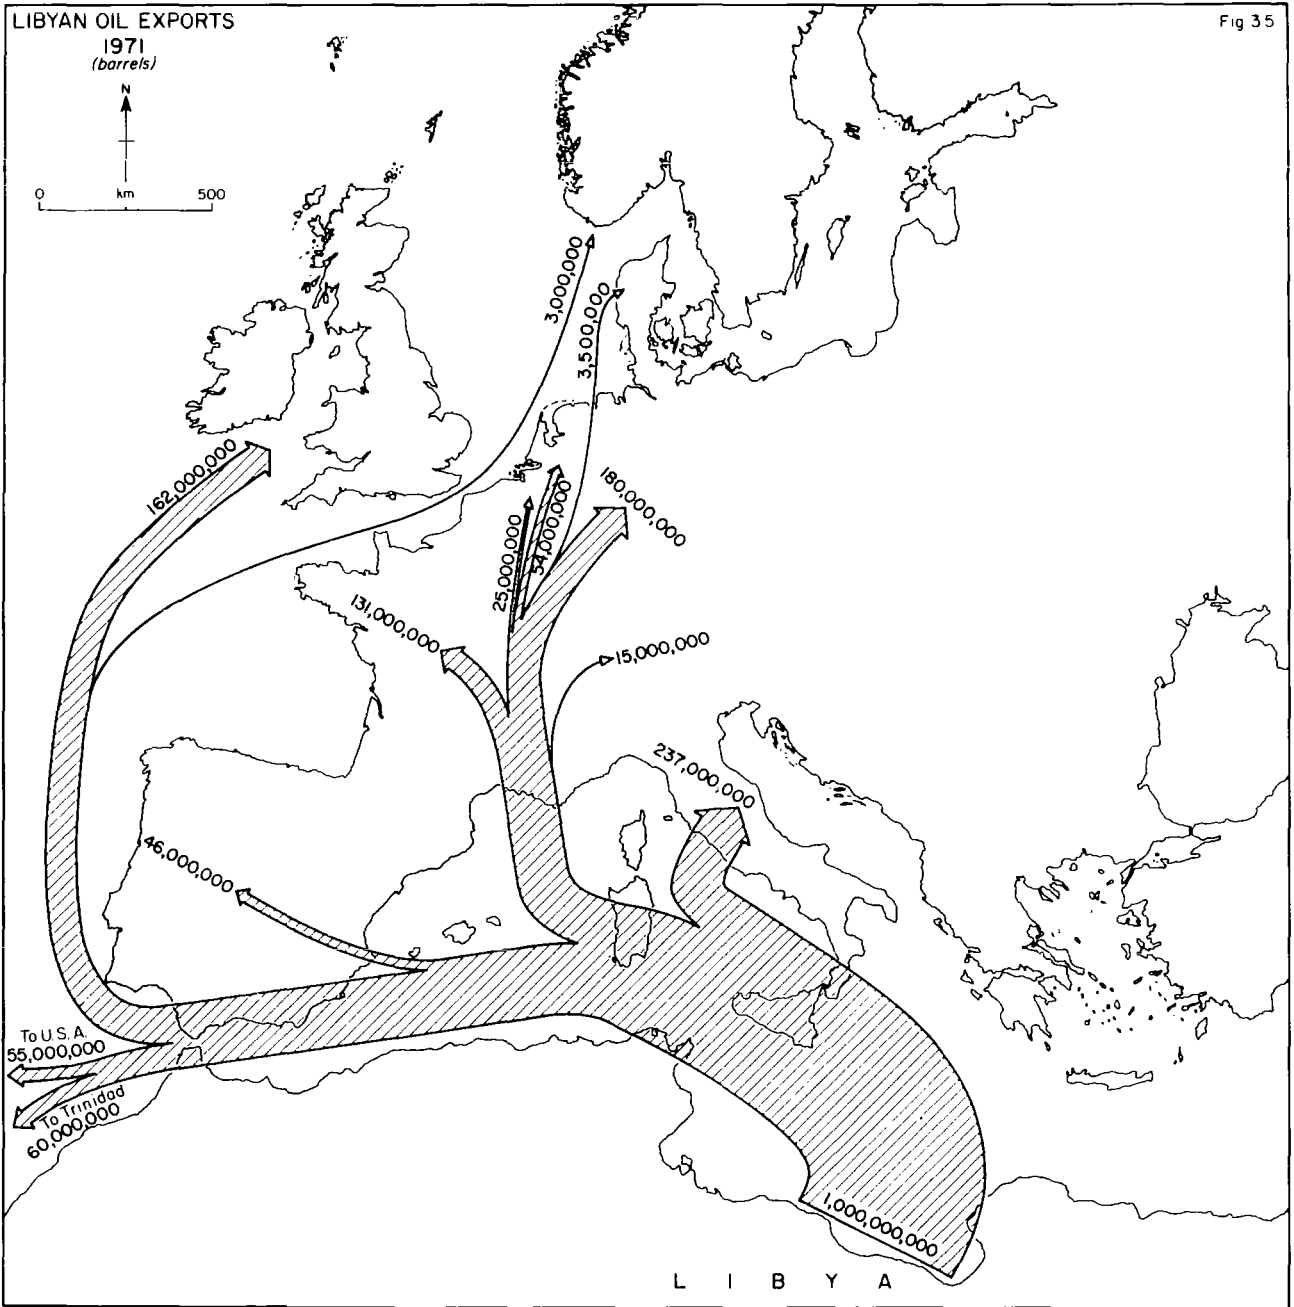 LIBYAN OIL EXPORTS
1971
(barrels)
Fig 35
N
0 km 500
3,000,000
3,500,000
162,000,000
180,000,000
25,000,000
54,000,000
131,000,000
15,000,000
237,000,000
46,000,000
To U.S.A.
55,000,000
To Trinidad
60,000,000
1,000,000,000
L I B Y A